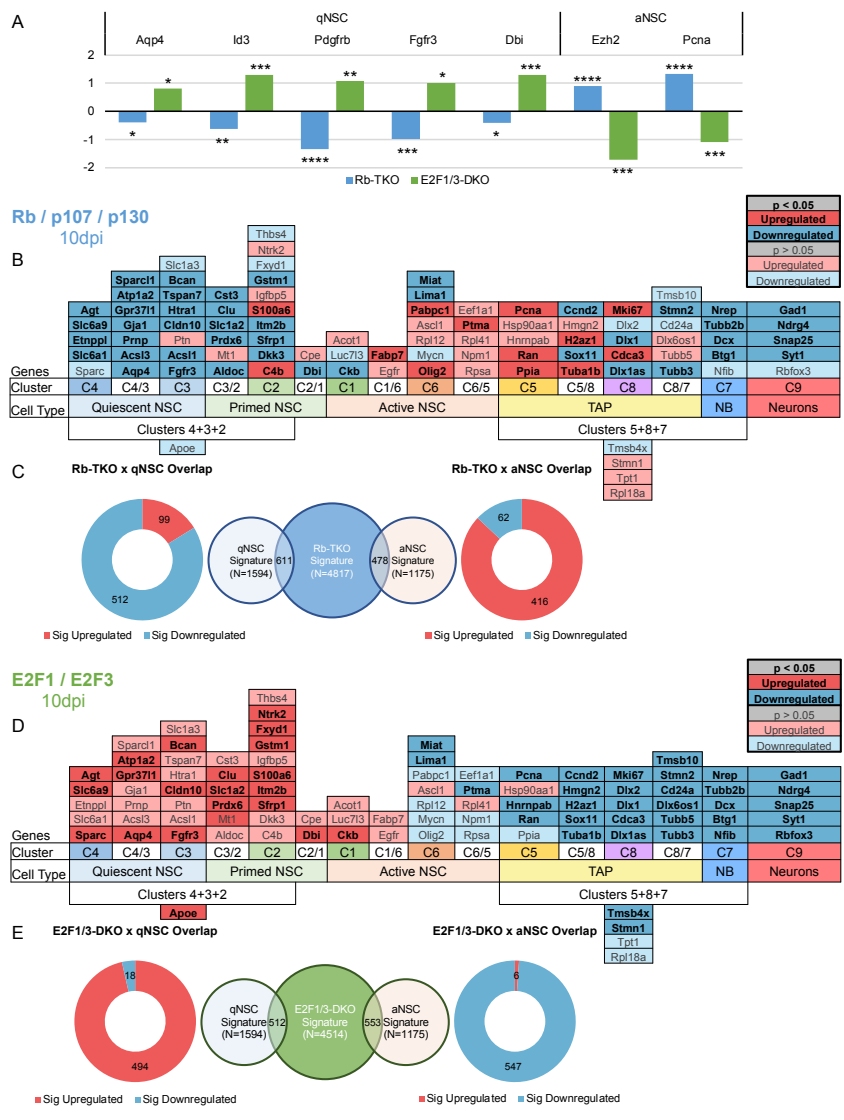 A
qNSC aNSC
Aqp4 Id3 Pdgfrb Fgfr3 Dbi Ezh2 Pcna
2
1
0
-1
-2
* *** ** * *** **** ****
* ** **** *** * *** ***
Rb-TKO E2F1/3-DKO
Rb / p107 / p130
10dpi
p < 0.05
Upregulated
Downregulated
p > 0.05
Upregulated
Downregulated
B
Thbs4
Ntrk2
Slc1a3 Fxyd1
Sparcl1 Bcan Gstm1 Miat
Atp1a2 Tspan7 Cst3 Igfbp5 Lima1 Tmsb10
Agt Gpr37l1 Htra1 Clu S100a6 Pabpc1 Eef1a1 Pcna Ccnd2 Mki67 Stmn2 Nrep Gad1
Slc6a9 Gja1 Cldn10 Slc1a2 Itm2b Ascl1 Ptma Hsp90aa1 Hmgn2 Dlx2 Cd24a Tubb2b Ndrg4
Etnppl Prnp Ptn Prdx6 Sfrp1 Acot1 Rpl12 Rpl41 Hnrnpab H2az1 Dlx1 Dlx6os1 Dcx Snap25
Slc6a1 Acsl3 Acsl1 Mt1 Dkk3 Cpe Luc7l3 Fabp7 Mycn Npm1 Ran Sox11 Cdca3 Tubb5 Btg1 Syt1
Genes Sparc Aqp4 Fgfr3 Aldoc C4b Dbi Ckb Egfr Olig2 Rpsa Ppia Tuba1b Dlx1as Tubb3 Nfib Rbfox3
Cluster C4 C4/3 C3 C3/2 C2 C2/1 C1 C1/6 C6 C6/5 C5 C5/8 C8 C8/7 C7 C9
Cell Type Quiescent NSC Primed NSC Active NSC TAP NB Neurons
Clusters 4+3+2 Clusters 5+8+7
Apoe Tmsb4x
Stmn1
Tpt1
Rpl18a
C
Rb-TKO x qNSC Overlap Rb-TKO x aNSC Overlap
99
512
qNSC
Signature
(N=1594)
611
Rb-TKO
Signature
(N=4817)
478
aNSC
Signature
(N=1175)
62
416
Sig Upregulated Sig Downregulated Sig Upregulated Sig Downregulated
E2F1 / E2F3
10dpi
p < 0.05
Upregulated
Downregulated
p > 0.05
Upregulated
Downregulated
D
Thbs4
Ntrk2
Slc1a3 Fxyd1
Sparcl1 Bcan Gstm1 Miat
Atp1a2 Tspan7 Cst3 Igfbp5 Lima1 Tmsb10
Agt Gpr37l1 Htra1 Clu S100a6 Pabpc1 Eef1a1 Pcna Ccnd2 Mki67 Stmn2 Nrep Gad1
Slc6a9 Gja1 Cldn10 Slc1a2 Itm2b Ascl1 Ptma Hsp90aa1 Hmgn2 Dlx2 Cd24a Tubb2b Ndrg4
Etnppl Prnp Ptn Prdx6 Sfrp1 Acot1 Rpl12 Rpl41 Hnrnpab H2az1 Dlx1 Dlx6os1 Dcx Snap25
Slc6a1 Acsl3 Acsl1 Mt1 Dkk3 Cpe Luc7l3 Fabp7 Mycn Npm1 Ran Sox11 Cdca3 Tubb5 Btg1 Syt1
Genes Sparc Aqp4 Fgfr3 Aldoc C4b Dbi Ckb Egfr Olig2 Rpsa Ppia Tuba1b Dlx1as Tubb3 Nfib Rbfox3
Cluster C4 C4/3 C3 C3/2 C2 C2/1 C1 C1/6 C6 C6/5 C5 C5/8 C8 C8/7 C7 C9
Cell Type Quiescent NSC Primed NSC Active NSC TAP NB Neurons
Clusters 4+3+2 Clusters 5+8+7
Apoe Tmsb4x
Stmn1
Tpt1
Rpl18a
E
E2F1/3-DKO x qNSC Overlap E2F1/3-DKO x aNSC Overlap
18
494
qNSC
Signature
(N=1594)
512
E2F1/3-DKO
Signature
(N=4514)
553
aNSC
Signature
(N=1175)
6
547
Sig Upregulated Sig Downregulated Sig Upregulated Sig Downregulated